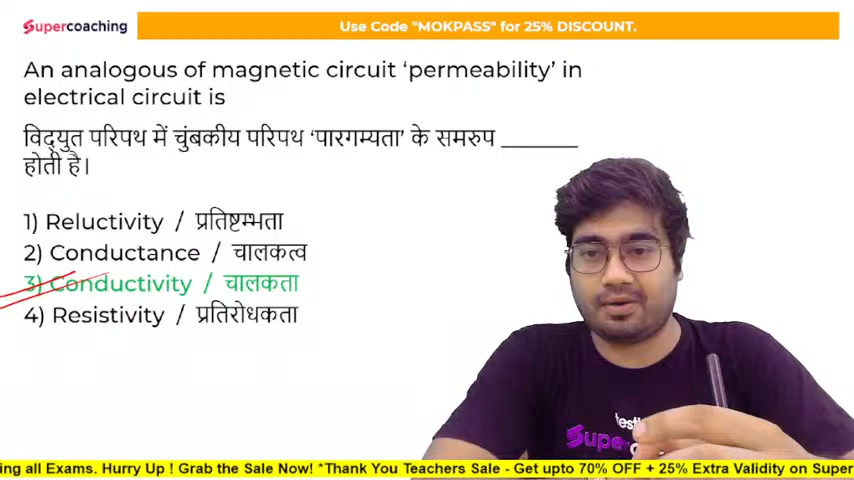 Supercoaching
Use Code "MOKPASS" for 25% DISCOUNT.
An analogous of magnetic circuit ‘permeability’ in
electrical circuit is
विद्युत परिपथ में चुंबकीय परिपथ ‘पारगम्यता’ के समरुप ________
होती है।
1) Reluctivity / प्रतिष्टम्भता
2) Conductance / चालकत्व
3) Conductivity / चालकता
4) Resistivity / प्रतिरोधकता
Super
ing all Exams. Hurry Up ! Grab the Sale Now! *Thank You Teachers Sale - Get upto 70% OFF + 25% Extra Validity on Super